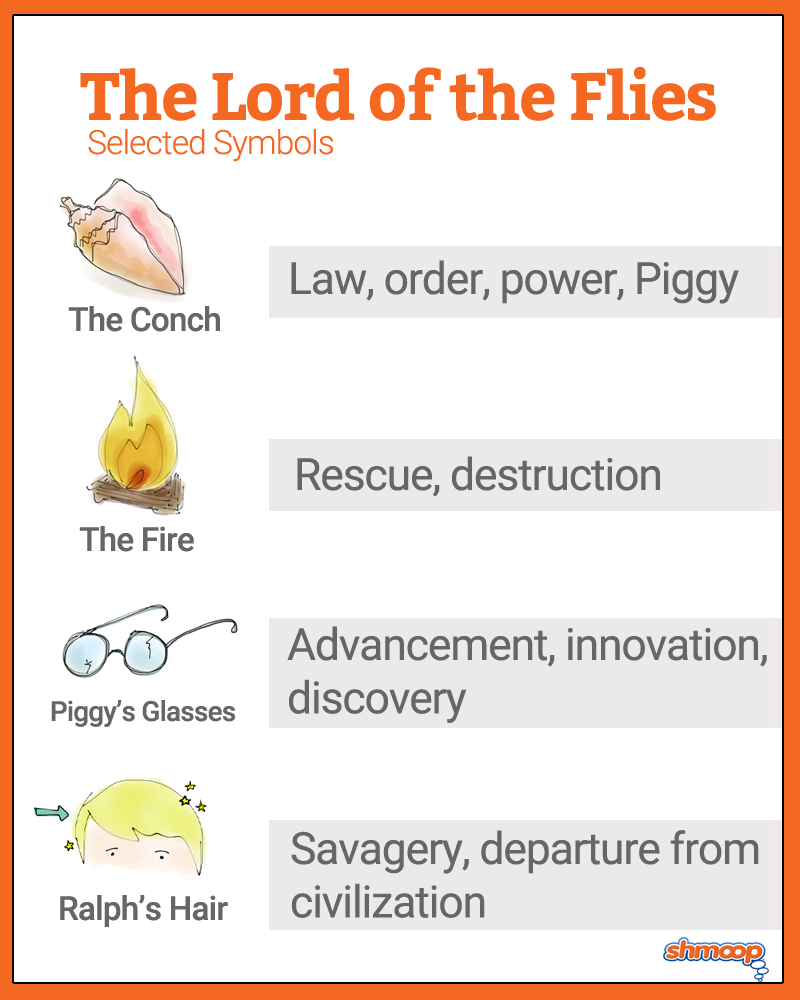 The Lord of the Flies
Selected Symbols
The Conch
Law, order, power, Piggy
The Fire
Rescue, destruction
Piggy's Glasses
Advancement, innovation,
discovery
Ralph's Hair
Savagery, departure from
civilization
shmoop